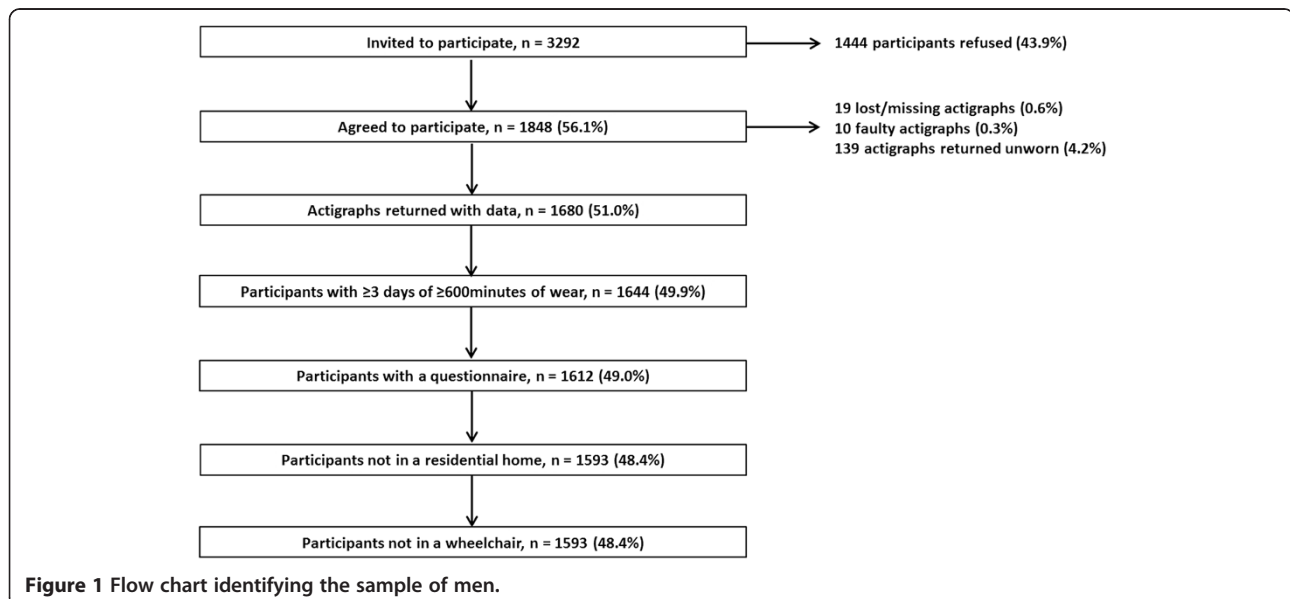 Invited to participate, n = 3292
1444 participants refused (43.9%)
Agreed to participate, n = 1848 (56.1%)
19 lost/missing actigraphs (0.6%)
10 faulty actigraphs (0.3%)
139 actigraphs returned unworn (4.2%)
Actigraphs returned with data, n = 1680 (51.0%)
Participants with ≥3 days of ≥600minutes of wear, n = 1644 (49.9%)
Participants with a questionnaire, n = 1612 (49.0%)
Participants not in a residential home, n = 1593 (48.4%)
Participants not in a wheelchair, n = 1593 (48.4%)
Figure 1 Flow chart identifying the sample of men.